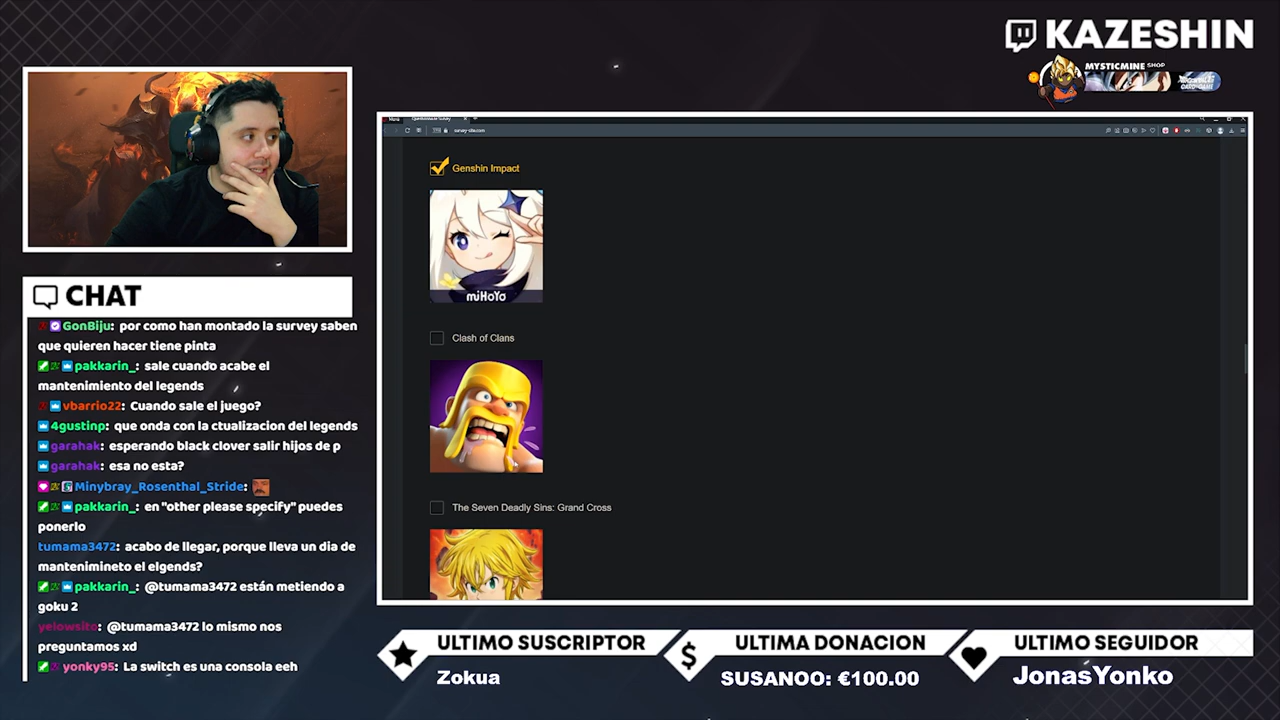 KAZESHIN
MYSTICMINE SHOP
survey-site.com
Genshin Impact
miHoYo
Clash of Clans
The Seven Deadly Sins: Grand Cross
CHAT
GonBiju: por como han montado la survey saben
que quieren hacer tiene pinta
pakkarin_: sale cuando acabe el
mantenimiento del legends
vbarrio22: Cuando sale el juego?
4gustinp: que onda con la ctualizacion del legends
garahak: esperando black clover salir hijos de p
garahak: esa no esta?
Minybray_Rosenthal_Stride:
pakkarin_: en "other please specify" puedes
ponerlo
tumama3472: acabo de llegar, porque lleva un dia de
mantenimineto el elgends?
pakkarin_: @tumama3472 están metiendo a
goku 2
yelowsito: @tumama3472 lo mismo nos
preguntamos xd
yonky95: La switch es una consola eeh
ULTIMO SUSCRIPTOR
Zokua
ULTIMA DONACION
SUSANOO: €100.00
ULTIMO SEGUIDOR
JonasYonko